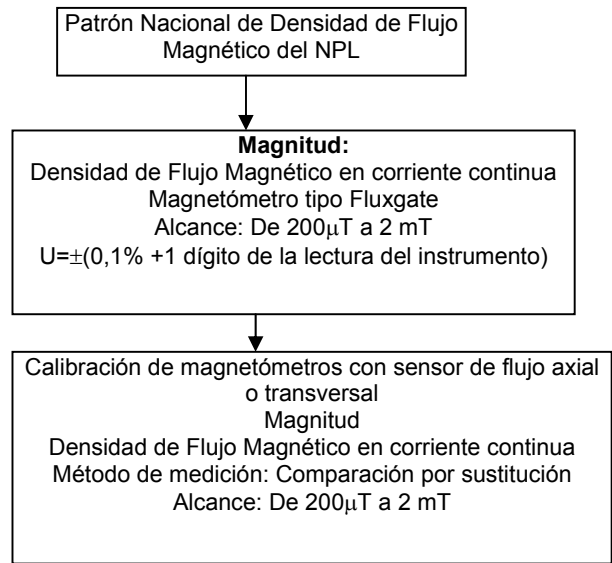 Patrón Nacional de Densidad de Flujo
Magnético del NPL
Magnitud:
Densidad de Flujo Magnético en corriente continua
Magnetómetro tipo Fluxgate
Alcance: De 200μT a 2 mT
U=±(0,1% +1 dígito de la lectura del instrumento)
Calibración de magnetómetros con sensor de flujo axial
o transversal
Magnitud
Densidad de Flujo Magnético en corriente continua
Método de medición: Comparación por sustitución
Alcance: De 200μT a 2 mT